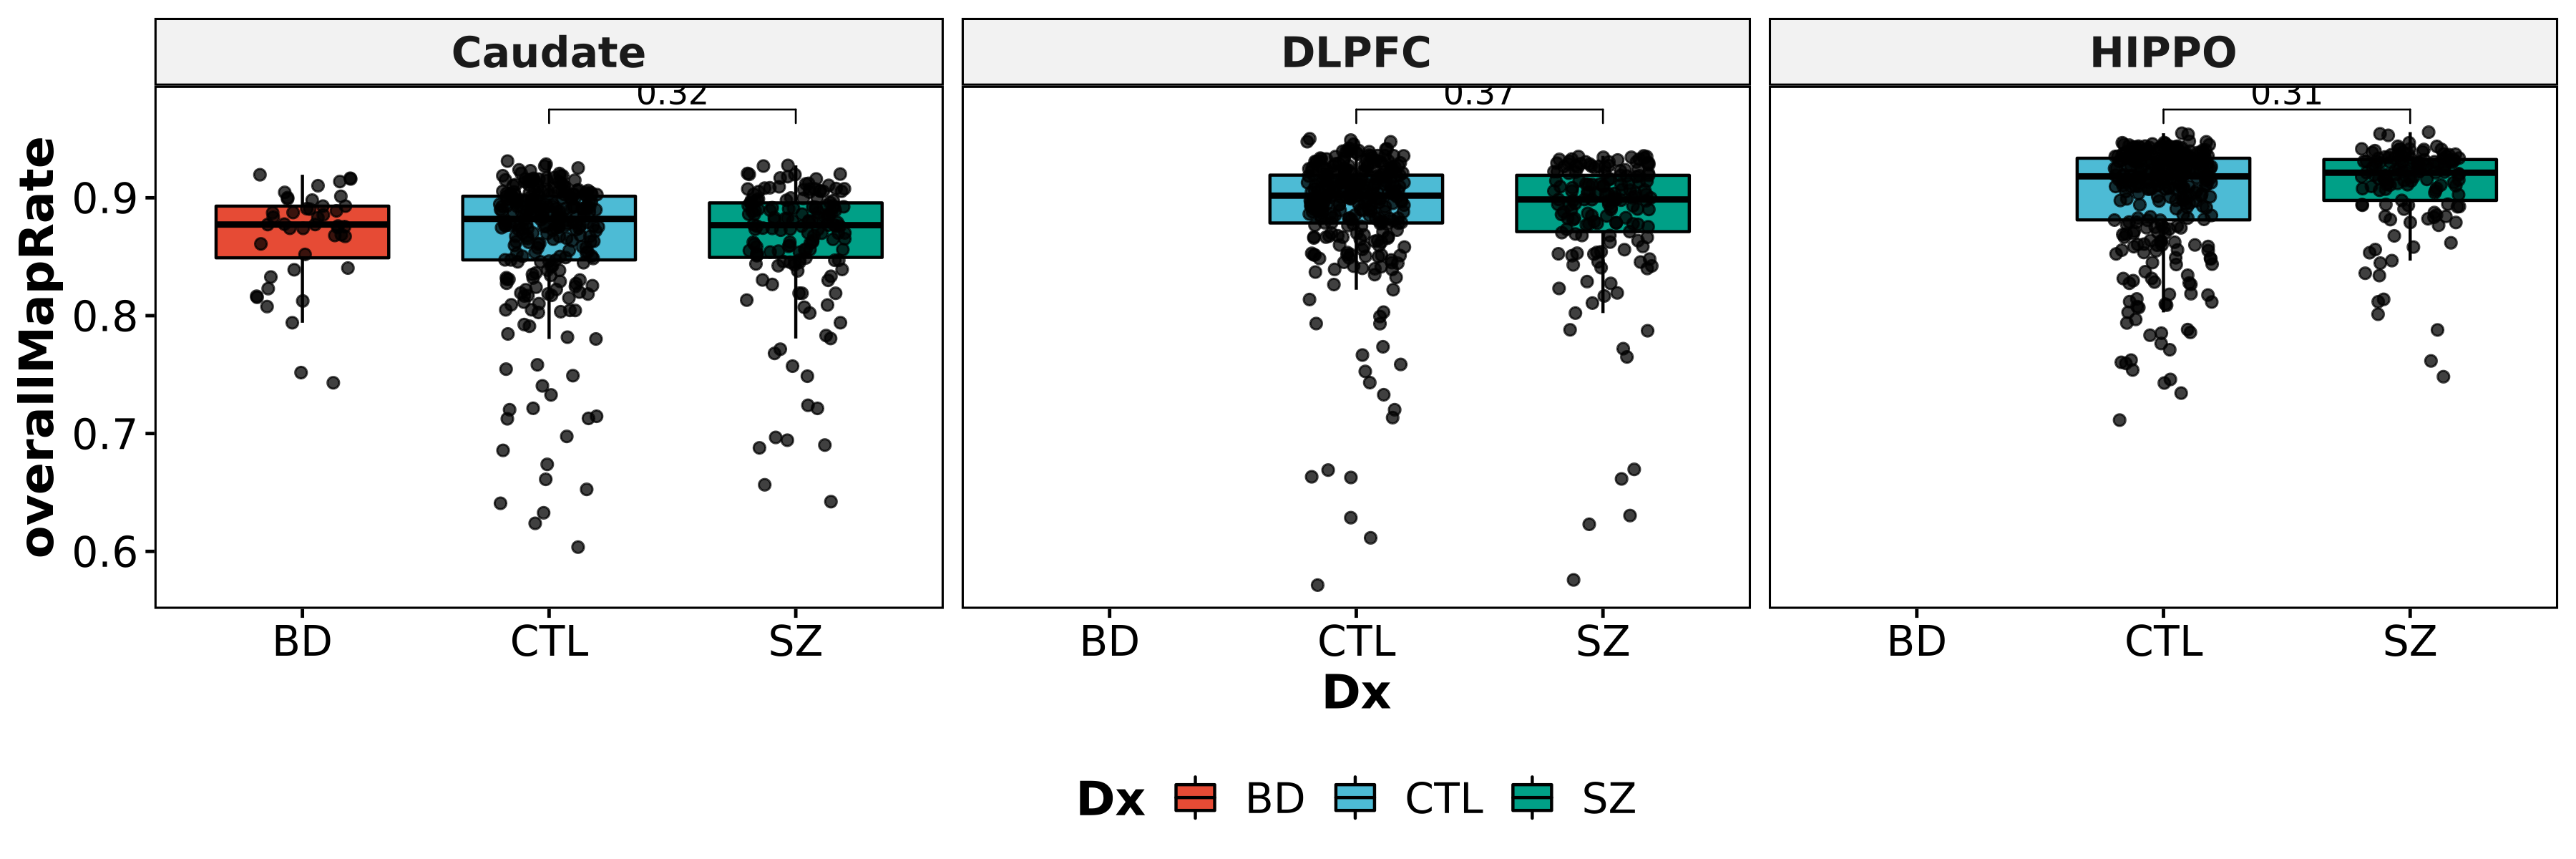 Caudate DLPFC HIPPO
0.32 0.37 0.31
overallMapRate
0.9
0.8
0.7
0.6
BD CTL SZ BD CTL SZ BD CTL SZ
Dx
Dx BD CTL SZ